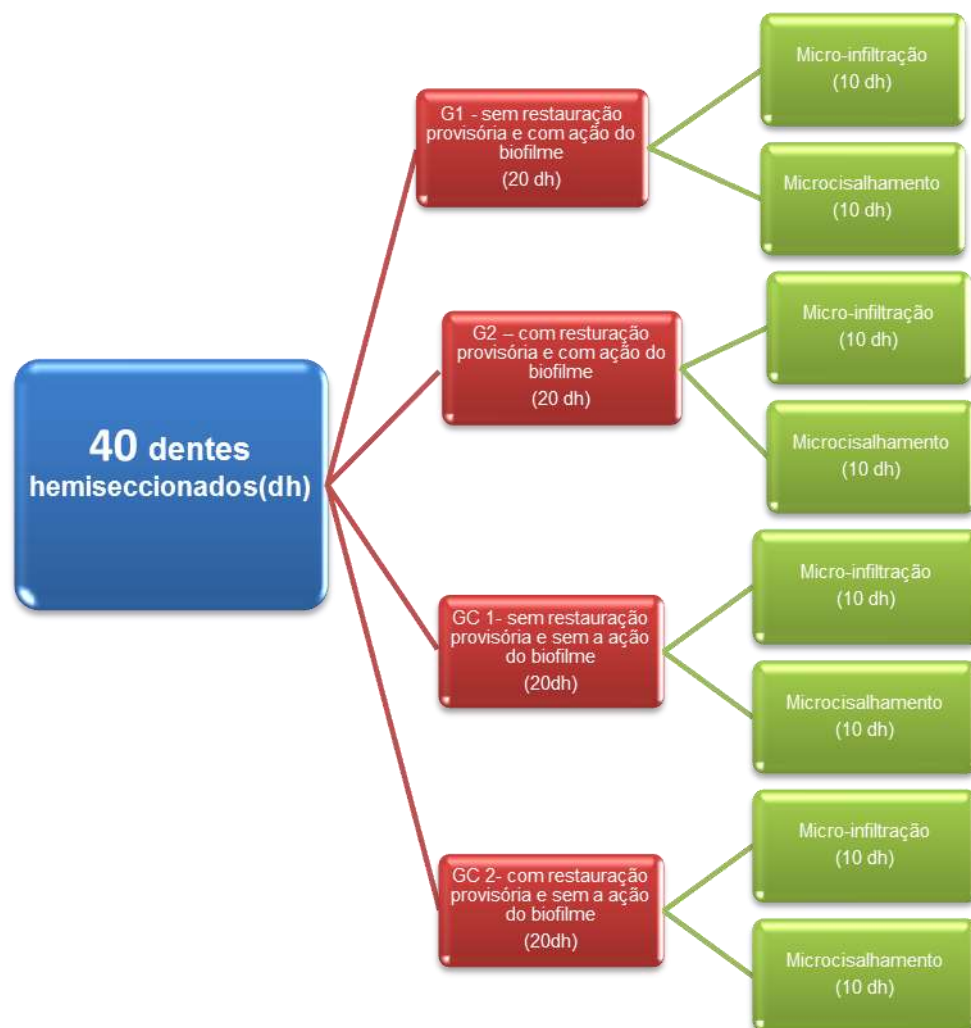 40 dentes
hemiseccionados(dh)
G1 - sem restauração
provisória e com ação do
biofilme
(20 dh)
Micro-infiltração
(10 dh)
Microcisalhamento
(10 dh)
G2 – com resturação
provisória e com ação do
biofilme
(20 dh)
Micro-infiltração
(10 dh)
Microcisalhamento
(10 dh)
GC 1- sem restauração
provisória e sem a ação
do biofilme
(20dh)
Micro-infiltração
(10 dh)
Microcisalhamento
(10 dh)
GC 2- com restauração
provisória e sem a ação
do biofilme
(20dh)
Micro-infiltração
(10 dh)
Microcisalhamento
(10 dh)